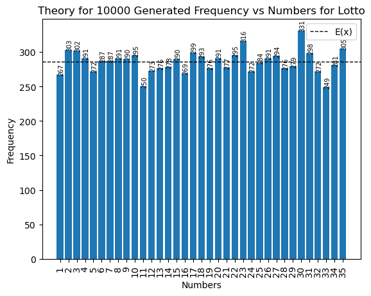 Theory for 10000 Generated Frequency vs Numbers for Lotto
E(x)
267 303 302 291 272 287 287 291 290 295 250 273 276 278 290 269 299 293 276 291 277 295 316 272 284 291 294 276 279 331 298 272 249 281 305
Frequency
300
250
200
150
100
50
0
1 2 3 4 5 6 7 8 9 10 11 12 13 14 15 16 17 18 19 20 21 22 23 24 25 26 27 28 29 30 31 32 33 34 35
Numbers